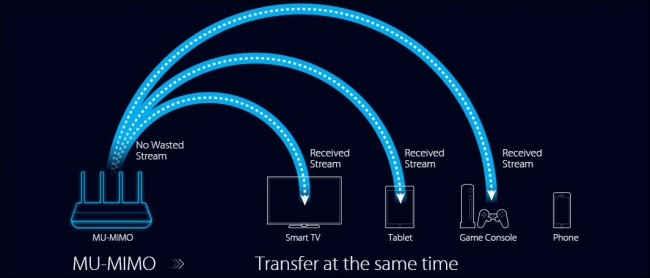 No Wasted
Stream
Received
Stream
Received
Stream
Received
Stream
MU-MIMO
Smart TV
Tablet
Game Console
Phone
MU-MIMO >> Transfer at the same time